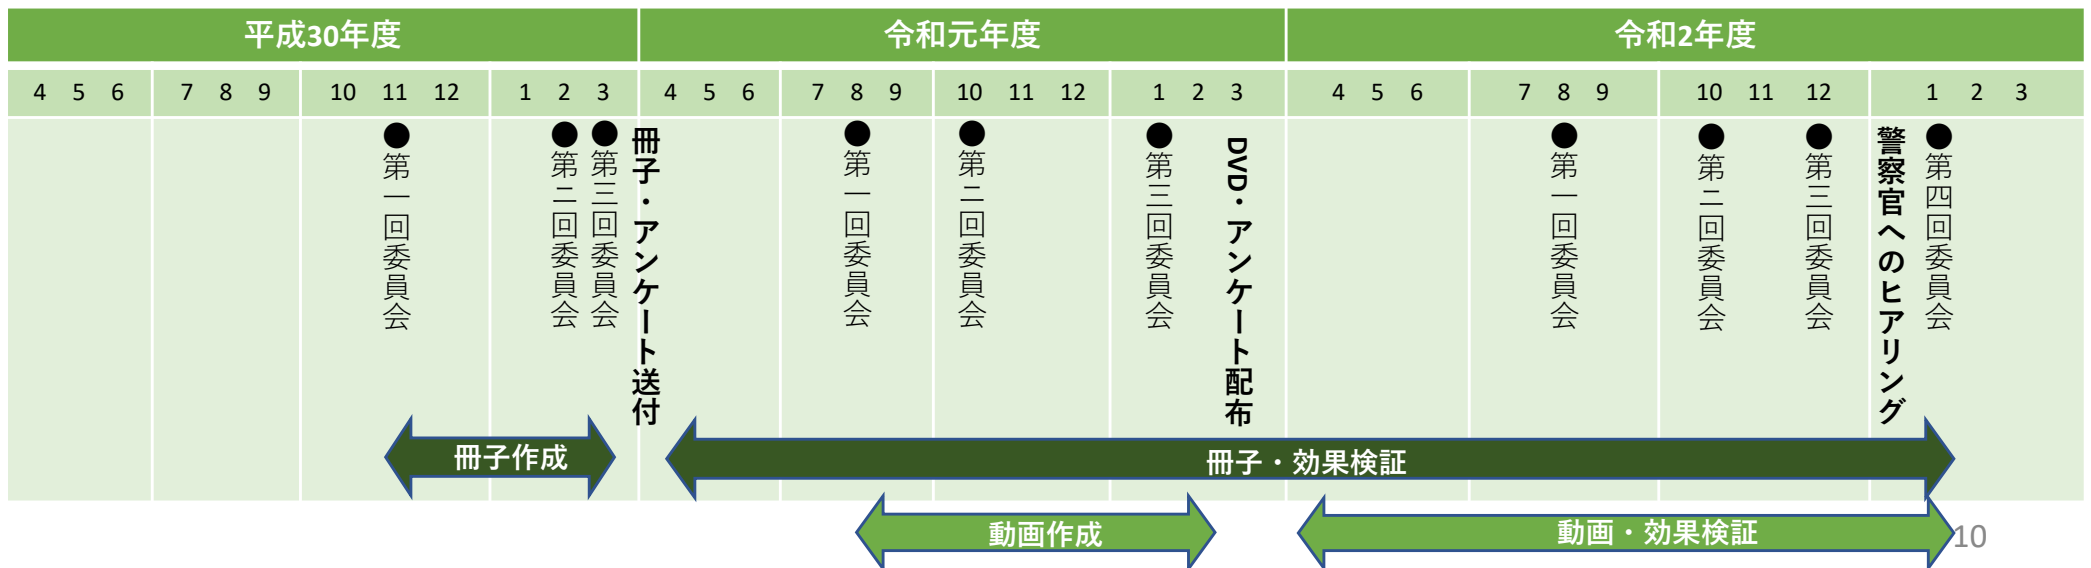 平成30年度
令和元年度
令和2年度
4 5 6
7 8 9
10 11 12
1 2 3
4 5 6
7 8 9
10 11 12
1 2 3
4 5 6
7 8 9
10 11 12
1 2 3
●第一回委員会
●第二回委員会
●第三回委員会
冊子・アンケート送付
●第一回委員会
●第二回委員会
●第三回委員会
DVD・アンケート配布
●第一回委員会
●第二回委員会
●第三回委員会
警察官へのヒアリング
●第四回委員会
冊子作成
冊子・効果検証
動画作成
動画・効果検証
10